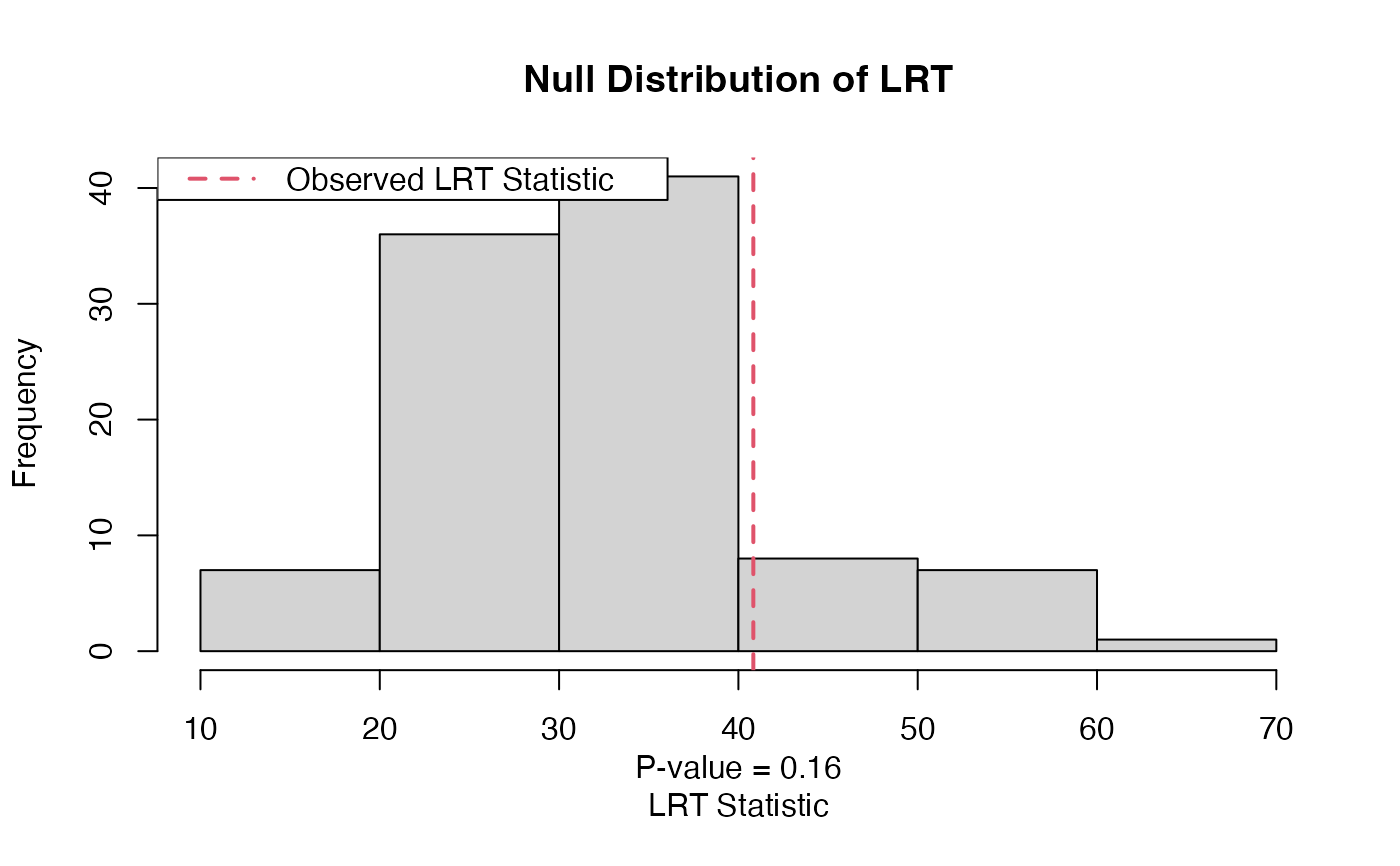 Null Distribution of LRT
Observed LRT Statistic
Frequency
40
30
20
10
0
10 20 30 40 50 60 70
P-value = 0.16
LRT Statistic